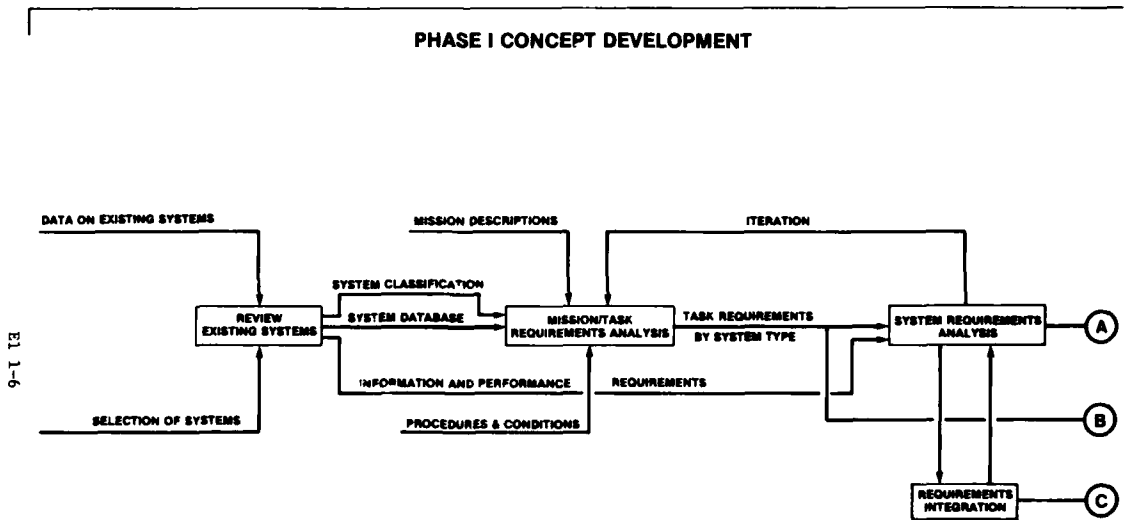 PHASE I CONCEPT DEVELOPMENT
DATA ON EXISTING SYSTEMS
MISSION DESCRIPTIONS
ITERATION
SYSTEM CLASSIFICATION
REVIEW
EXISTING SYSTEMS
SYSTEM DATABASE
MISSION/TASK
REQUIREMENTS ANALYSIS
TASK REQUIREMENTS
BY SYSTEM TYPE
SYSTEM REQUIREMENTS
ANALYSIS
A
INFORMATION AND PERFORMANCE REQUIREMENTS
SELECTION OF SYSTEMS
PROCEDURES & CONDITIONS
B
REQUIREMENTS
INTEGRATION
C
E1 1-6